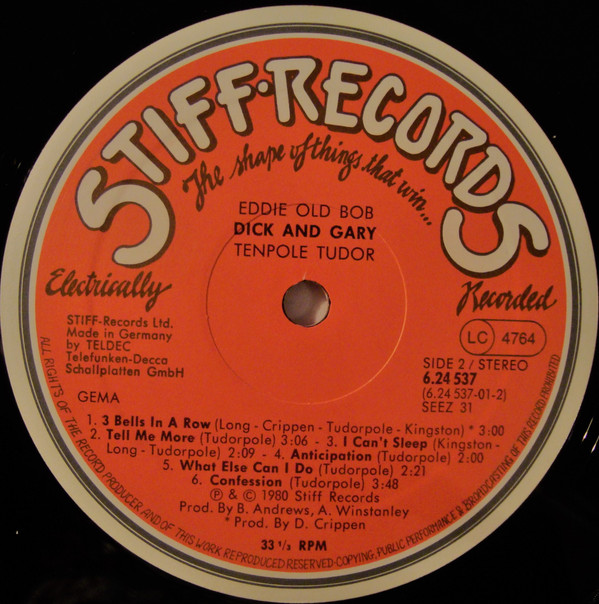 STIFF·RECORDS
The shape of things that win...
EDDIE OLD BOB
DICK AND GARY
TENPOLE TUDOR
Electrically
Recorded
STIFF-Records Ltd.
Made in Germany
by TELDEC
Telefunken-Decca
Schallplatten GmbH
GEMA
LC 4764
SIDE 2 / STEREO
6.24 537
(6.24 537-01-2)
SEEZ 31
1. 3 Bells In A Row (Long - Crippen - Tudorpole - Kingston) * 3:00
2. Tell Me More (Tudorpole) 3:06 - 3. I Can't Sleep (Kingston -
Long - Tudorpole) 2:09 - 4. Anticipation (Tudorpole) 2:00
5. What Else Can I Do (Tudorpole) 2:21
6. Confession (Tudorpole) 3:48
Ⓟ & © 1980 Stiff Records
Prod. By B. Andrews, A. Winstanley
* Prod. By D. Crippen
33 ⅓ RPM
ALL RIGHTS OF THE RECORD PRODUCER AND OF THIS WORK REPRODUCED RESERVED-COPYING, PUBLIC PERFORMANCE & BROADCASTING OF THIS RECORD PROHIBITED